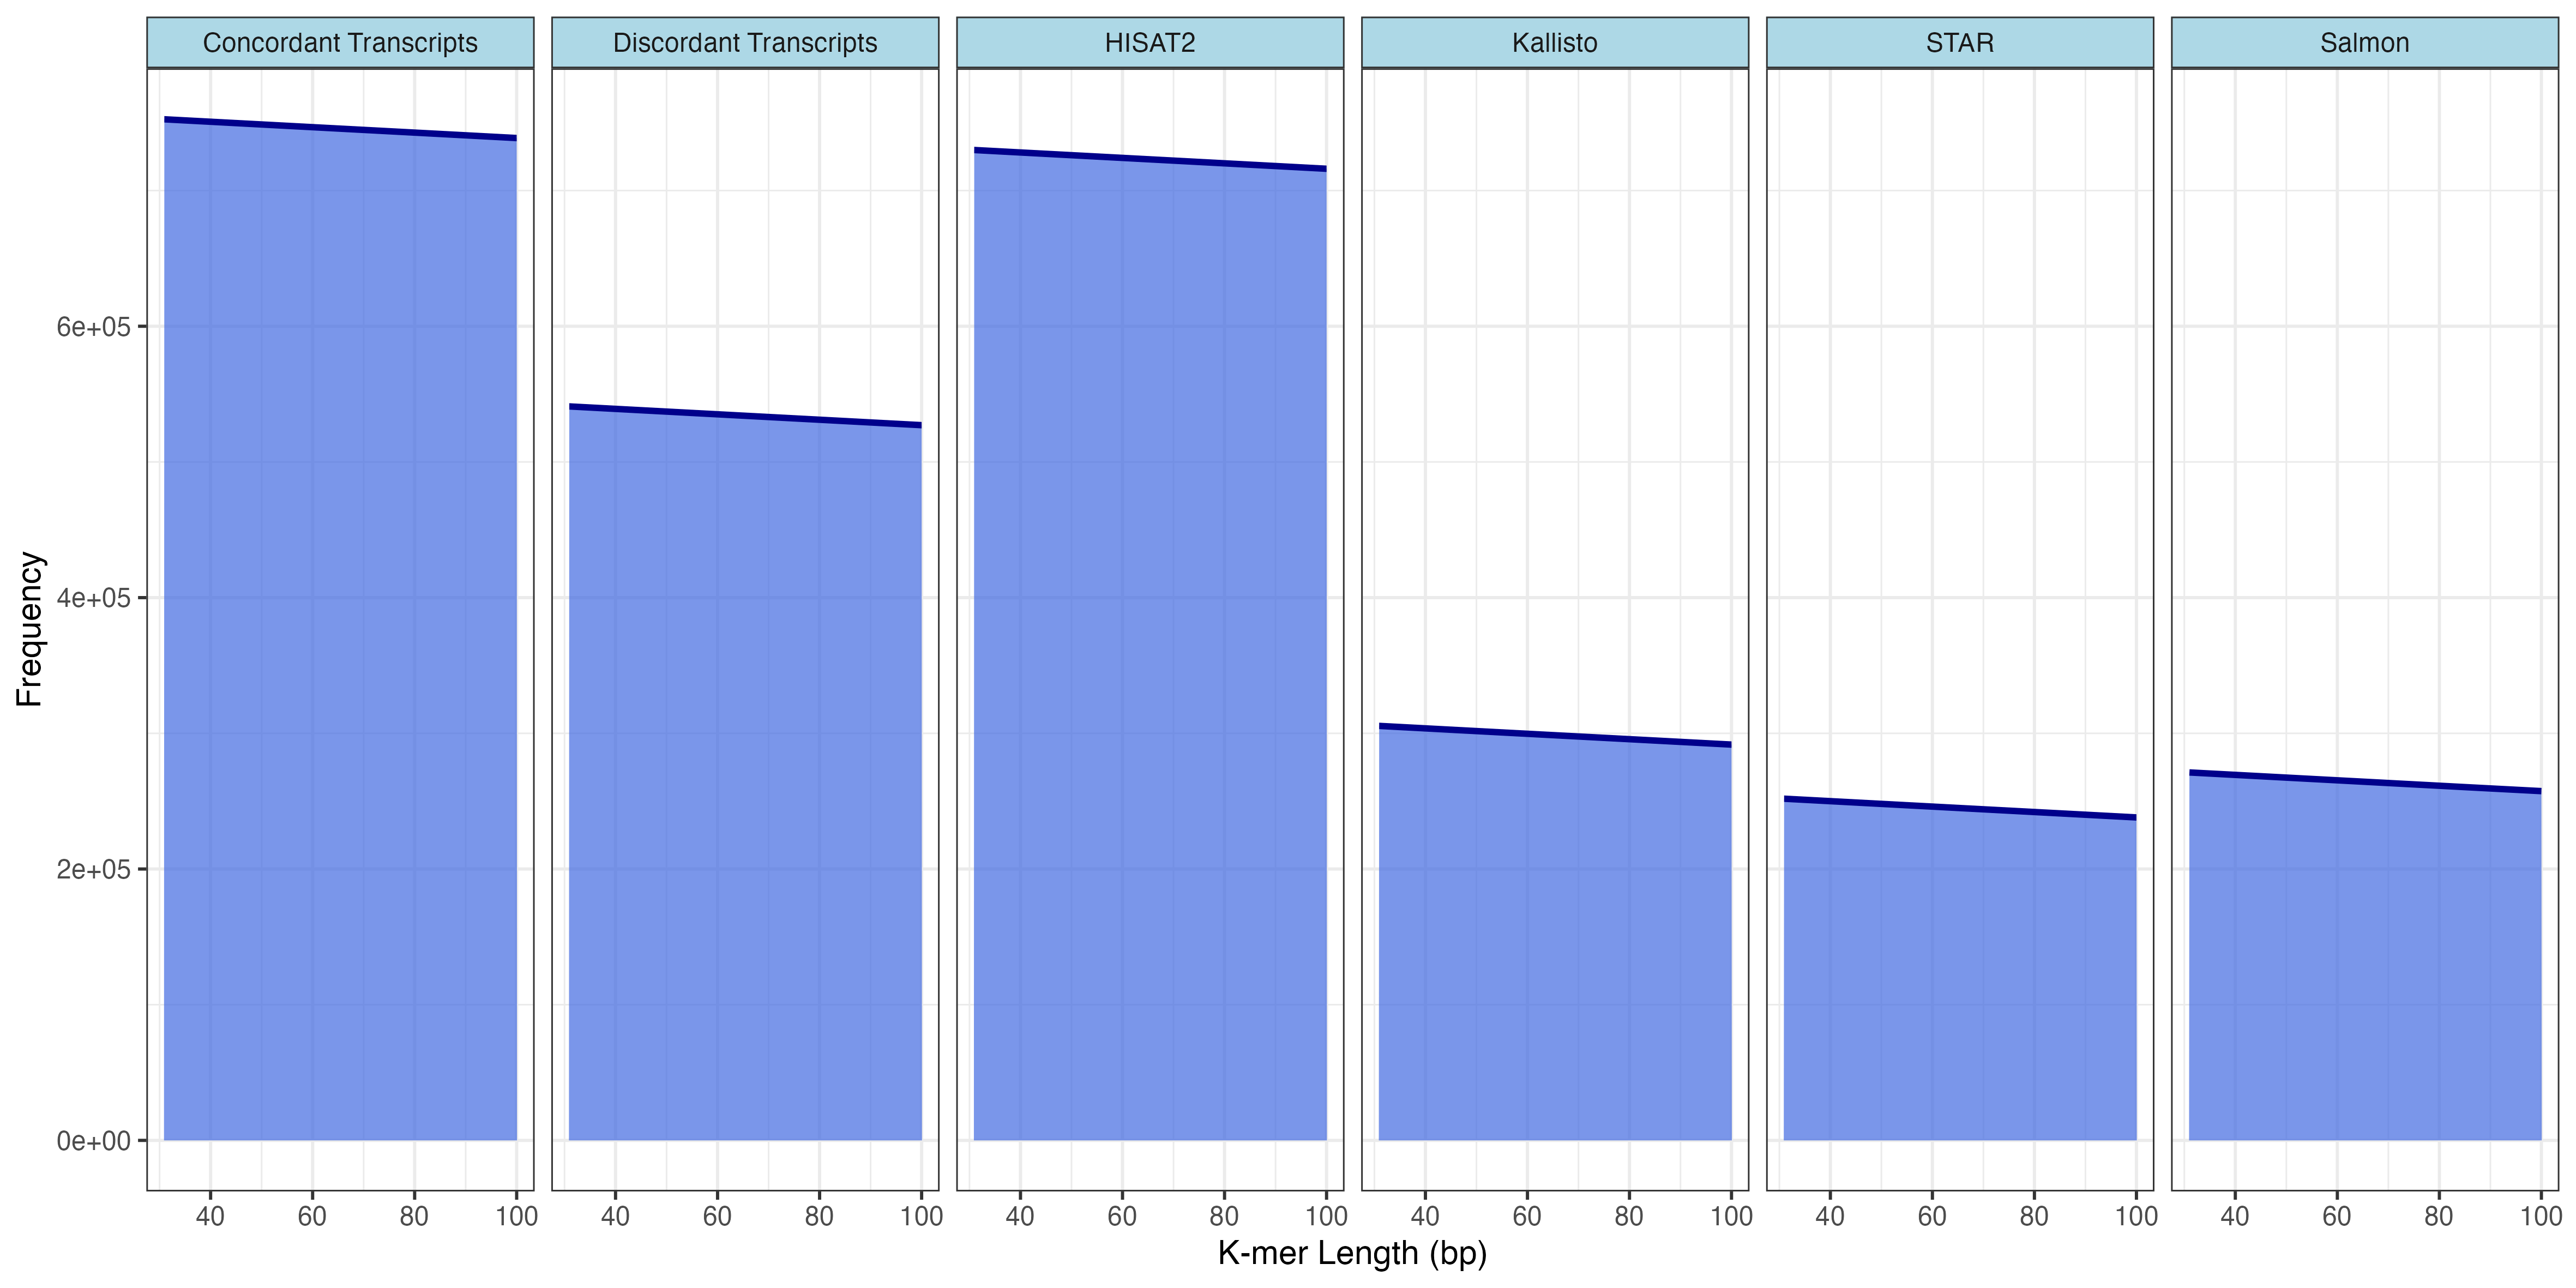 Concordant Transcripts Discordant Transcripts HISAT2 Kallisto STAR Salmon
6e+05
4e+05
2e+05
0e+00
Frequency
40 60 80 100 40 60 80 100 40 60 80 100 40 60 80 100 40 60 80 100 40 60 80 100
K-mer Length (bp)